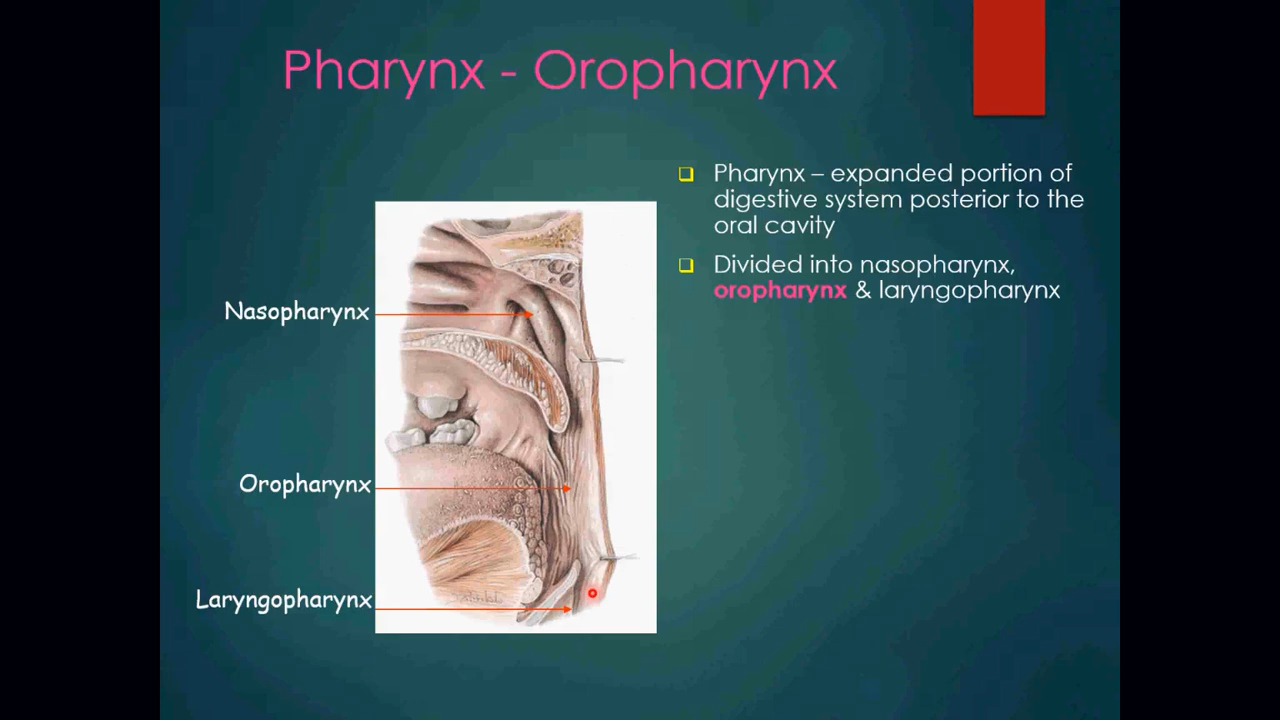 Pharynx - Oropharynx
Pharynx – expanded portion of
digestive system posterior to the
oral cavity
Divided into nasopharynx,
oropharynx & laryngopharynx
Nasopharynx
Oropharynx
Laryngopharynx